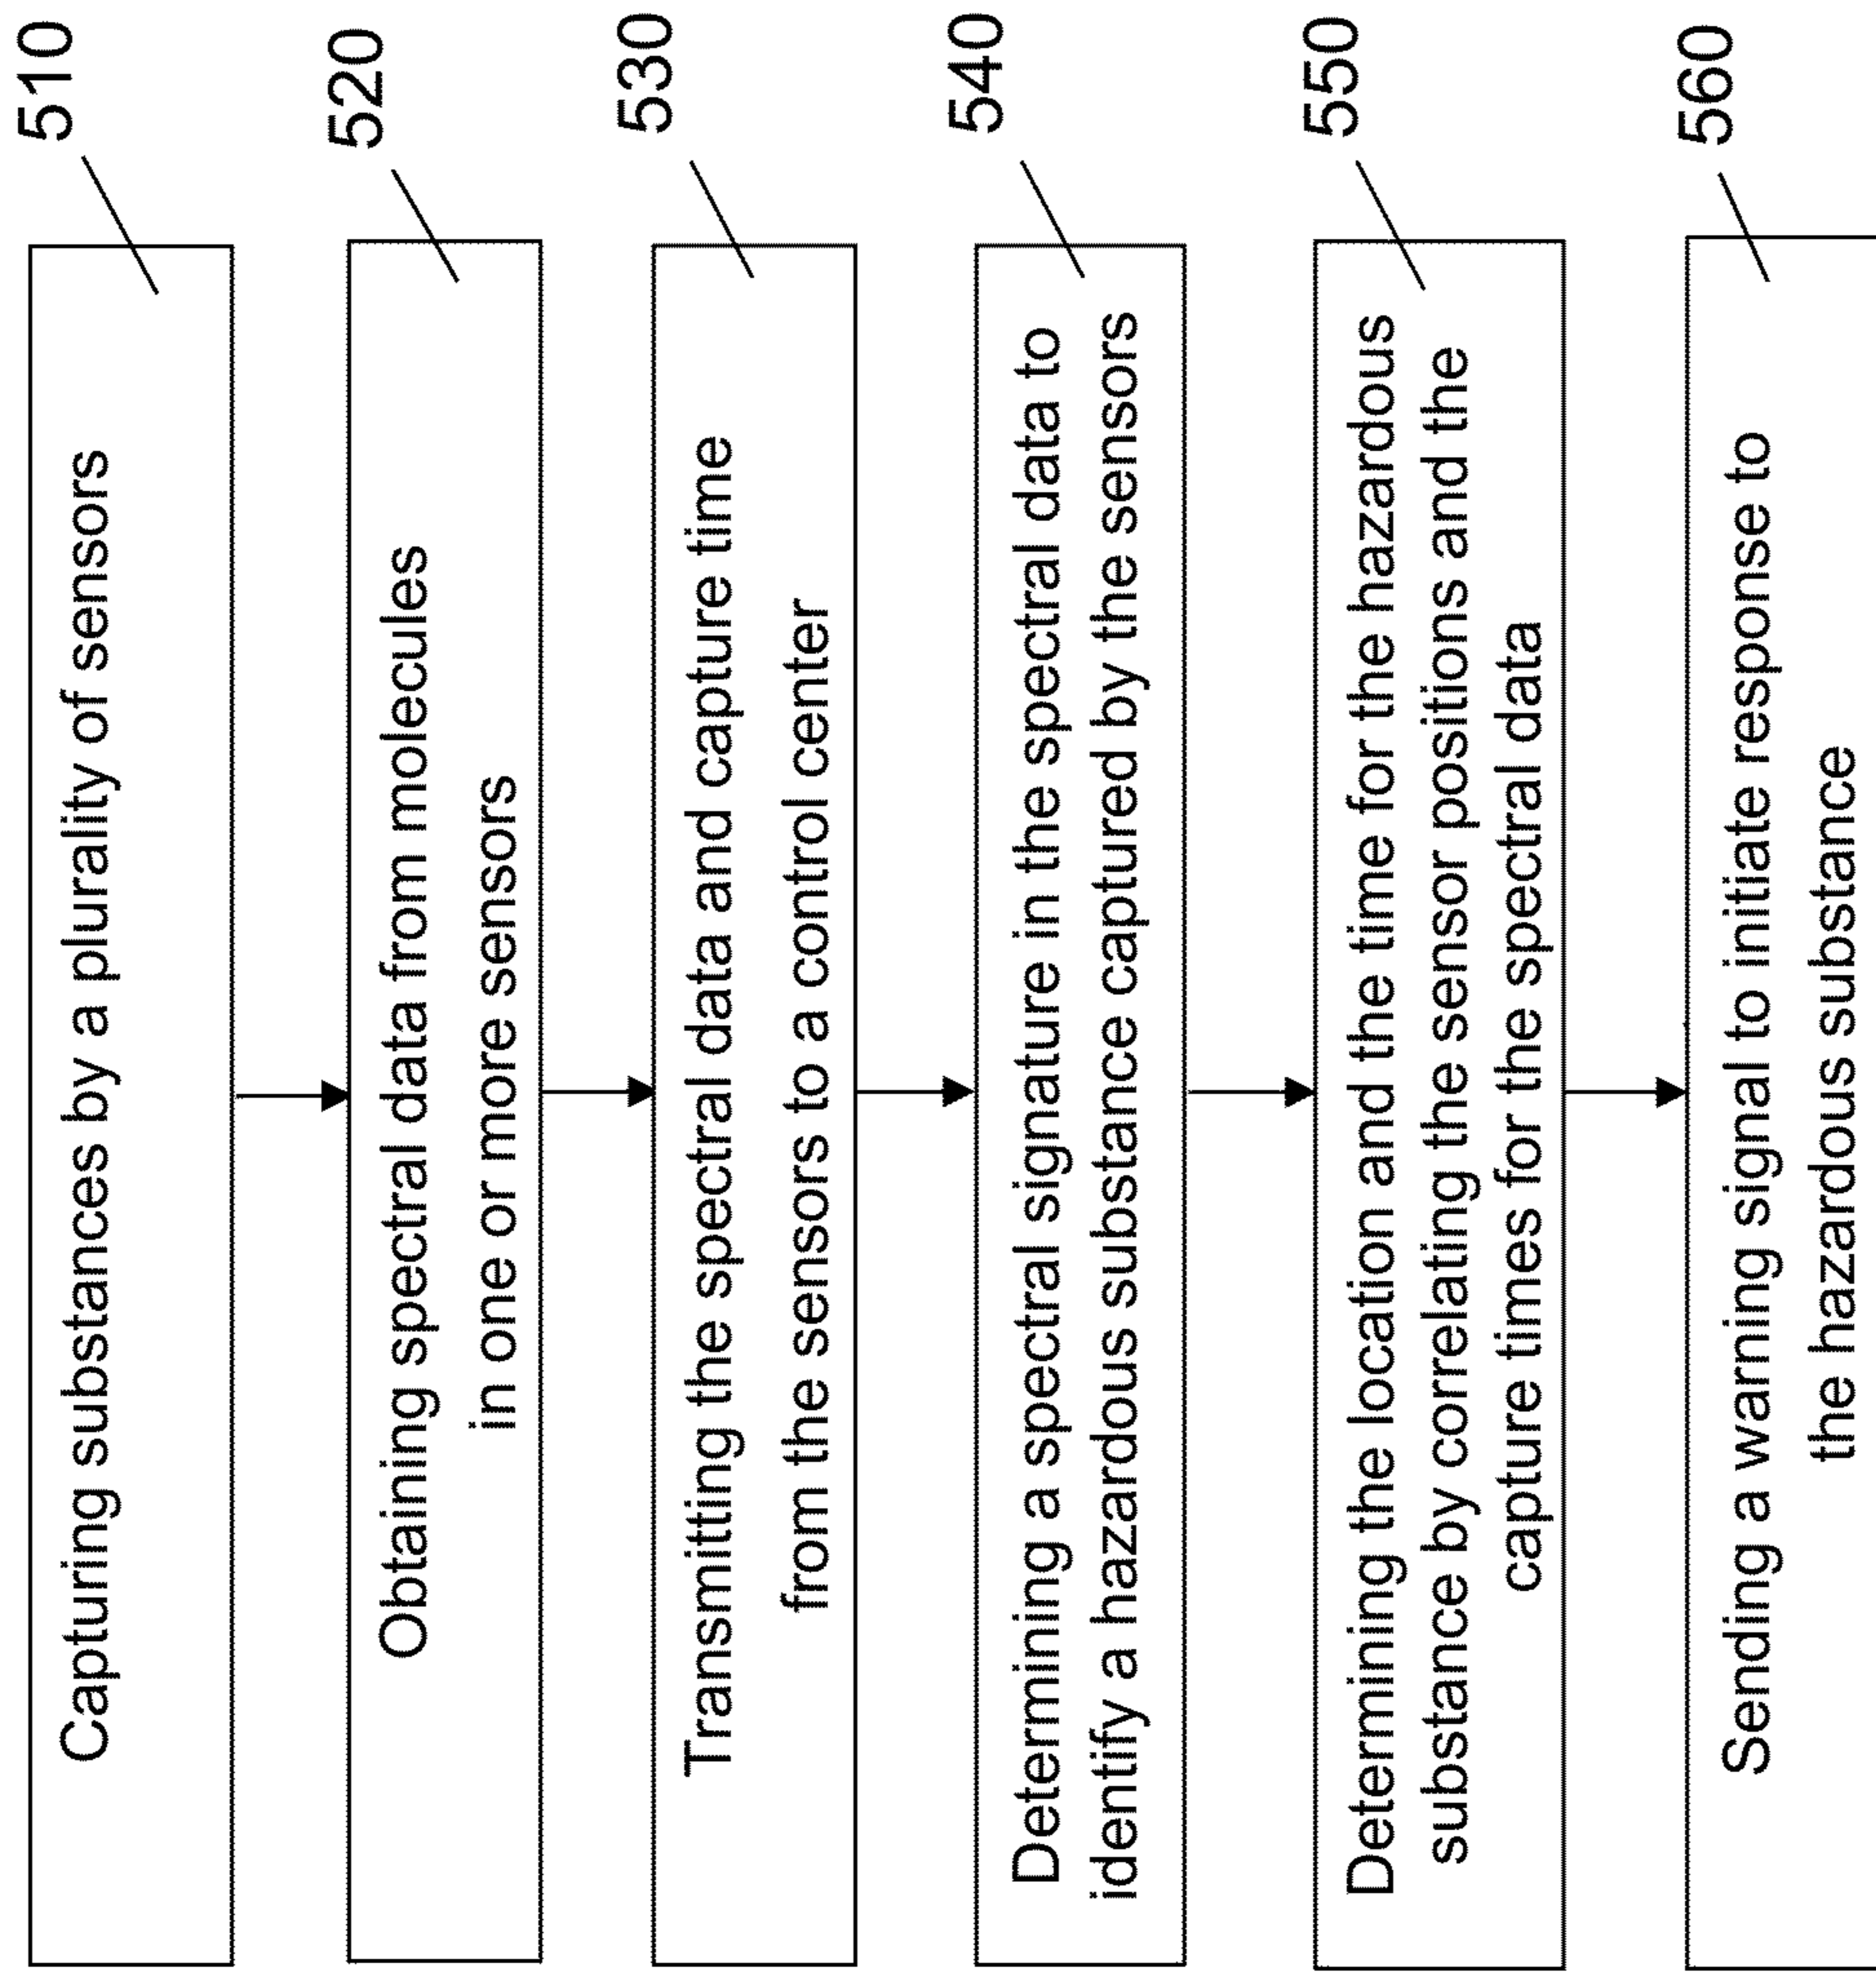 Capturing substances by a plurality of sensors
510
Obtaining spectral data from molecules
in one or more sensors
520
Transmitting the spectral data and capture time
from the sensors to a control center
530
Determining a spectral signature in the spectral data to
identify a hazardous substance captured by the sensors
540
Determining the location and the time for the hazardous
substance by correlating the sensor positions and the
capture times for the spectral data
550
Sending a warning signal to initiate response to
the hazardous substance
560